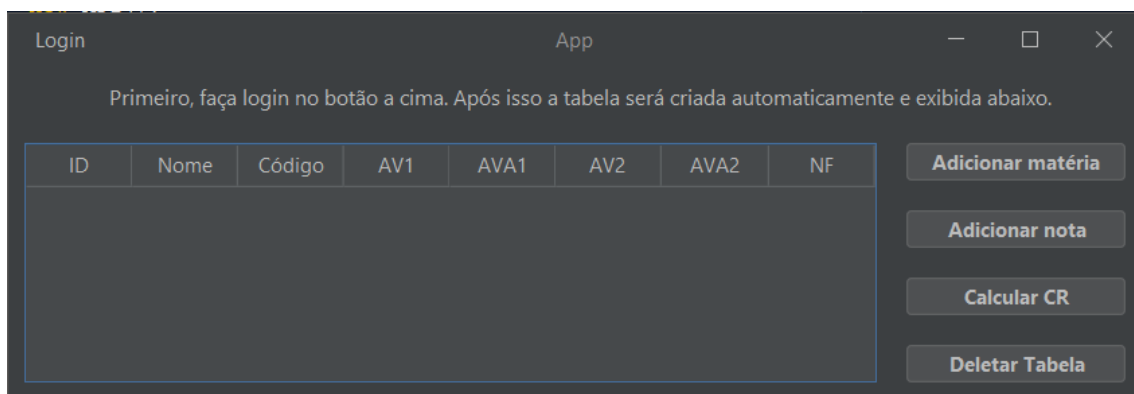 Login App
Primeiro, faça login no botão a cima. Após isso a tabela será criada automaticamente e exibida abaixo.
ID Nome Código AV1 AVA1 AV2 AVA2 NF
Adicionar matéria
Adicionar nota
Calcular CR
Deletar Tabela